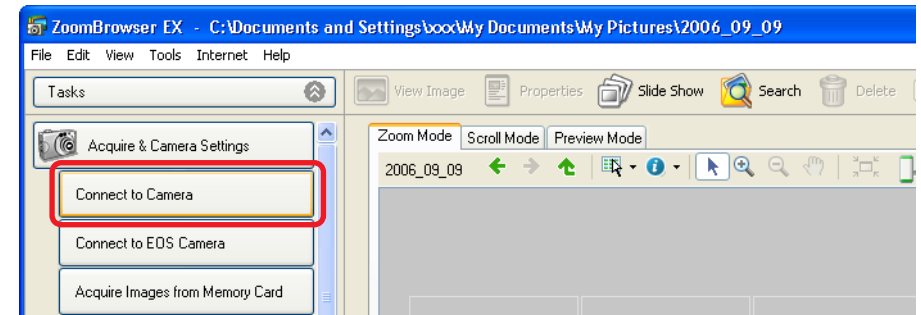 ZoomBrowser EX - C:\Documents and Settings\xxx\My Documents\My Pictures\2006_09_09
File Edit View Tools Internet Help
Tasks
View Image Properties Slide Show Search Delete
Acquire & Camera Settings
Zoom Mode Scroll Mode Preview Mode
2006_09_09
Connect to Camera
Connect to EOS Camera
Acquire Images from Memory Card